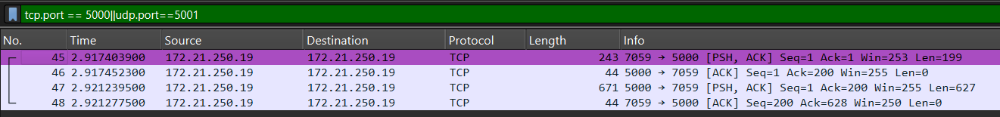 tcp.port == 5000||udp.port==5001
No. Time Source Destination Protocol Length Info
45 2.917403900 172.21.250.19 172.21.250.19 TCP 243 7059 → 5000 [PSH, ACK] Seq=1 Ack=1 Win=253 Len=199
46 2.917452300 172.21.250.19 172.21.250.19 TCP 44 5000 → 7059 [ACK] Seq=1 Ack=200 Win=255 Len=0
47 2.921239500 172.21.250.19 172.21.250.19 TCP 671 5000 → 7059 [PSH, ACK] Seq=1 Ack=200 Win=255 Len=627
48 2.921277500 172.21.250.19 172.21.250.19 TCP 44 7059 → 5000 [ACK] Seq=200 Ack=628 Win=250 Len=0